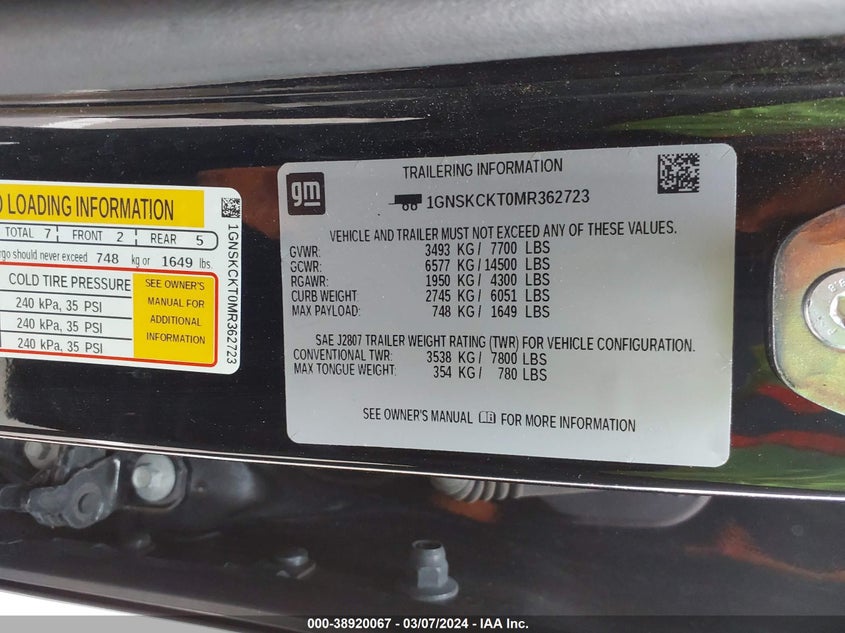 O LOADING INFORMATION
TOTAL 7 FRONT 2 REAR 5
rgo should never exceed 748 kg or 1649 lbs.
COLD TIRE PRESSURE
240 kPa, 35 PSI
240 kPa, 35 PSI
240 kPa, 35 PSI
SEE OWNER'S
MANUAL FOR
ADDITIONAL
INFORMATION
1GNSKCKT0MR362723
gm
TRAILERING INFORMATION
1GNSKCKT0MR362723
VEHICLE AND TRAILER MUST NOT EXCEED ANY OF THESE VALUES.
GVWR: 3493 KG / 7700 LBS
GCWR: 6577 KG / 14500 LBS
RGAWR: 1950 KG / 4300 LBS
CURB WEIGHT: 2745 KG / 6051 LBS
MAX PAYLOAD: 748 KG / 1649 LBS
SAE J2807 TRAILER WEIGHT RATING (TWR) FOR VEHICLE CONFIGURATION.
CONVENTIONAL TWR: 3538 KG / 7800 LBS
MAX TONGUE WEIGHT: 354 KG / 780 LBS
SEE OWNER'S MANUAL FOR MORE INFORMATION
000-38920067 - 03/07/2024 - IAA Inc.